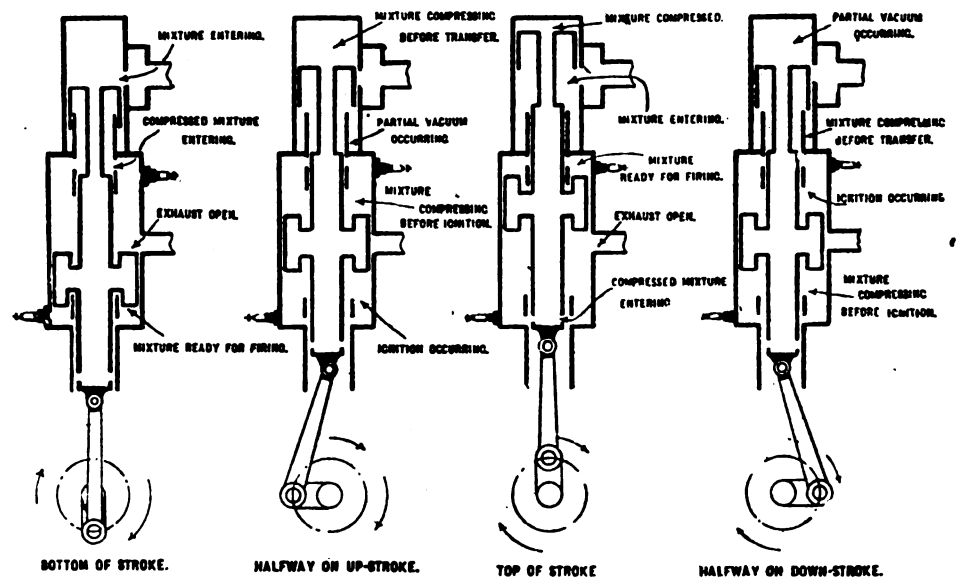 MIXTURE ENTERING.
COMPRESSED MIXTURE
ENTERING.
EXHAUST OPEN.
MIXTURE READY FOR FIRING.
BOTTOM OF STROKE.
MIXTURE COMPRESSING
BEFORE TRANSFER.
PARTIAL VACUUM
OCCURRING.
MIXTURE
COMPRESSING
BEFORE IGNITION.
IGNITION OCCURRING.
HALFWAY ON UP-STROKE.
MIXTURE COMPRESSED.
MIXTURE ENTERING.
MIXTURE
READY FOR FIRING.
EXHAUST OPEN.
COMPRESSED MIXTURE
ENTERING
TOP OF STROKE
PARTIAL VACUUM
OCCURRING.
MIXTURE COMPRESSING
BEFORE TRANSFER.
IGNITION OCCURRING
MIXTURE
COMPRESSING
BEFORE IGNITION.
HALFWAY ON DOWN-STROKE.